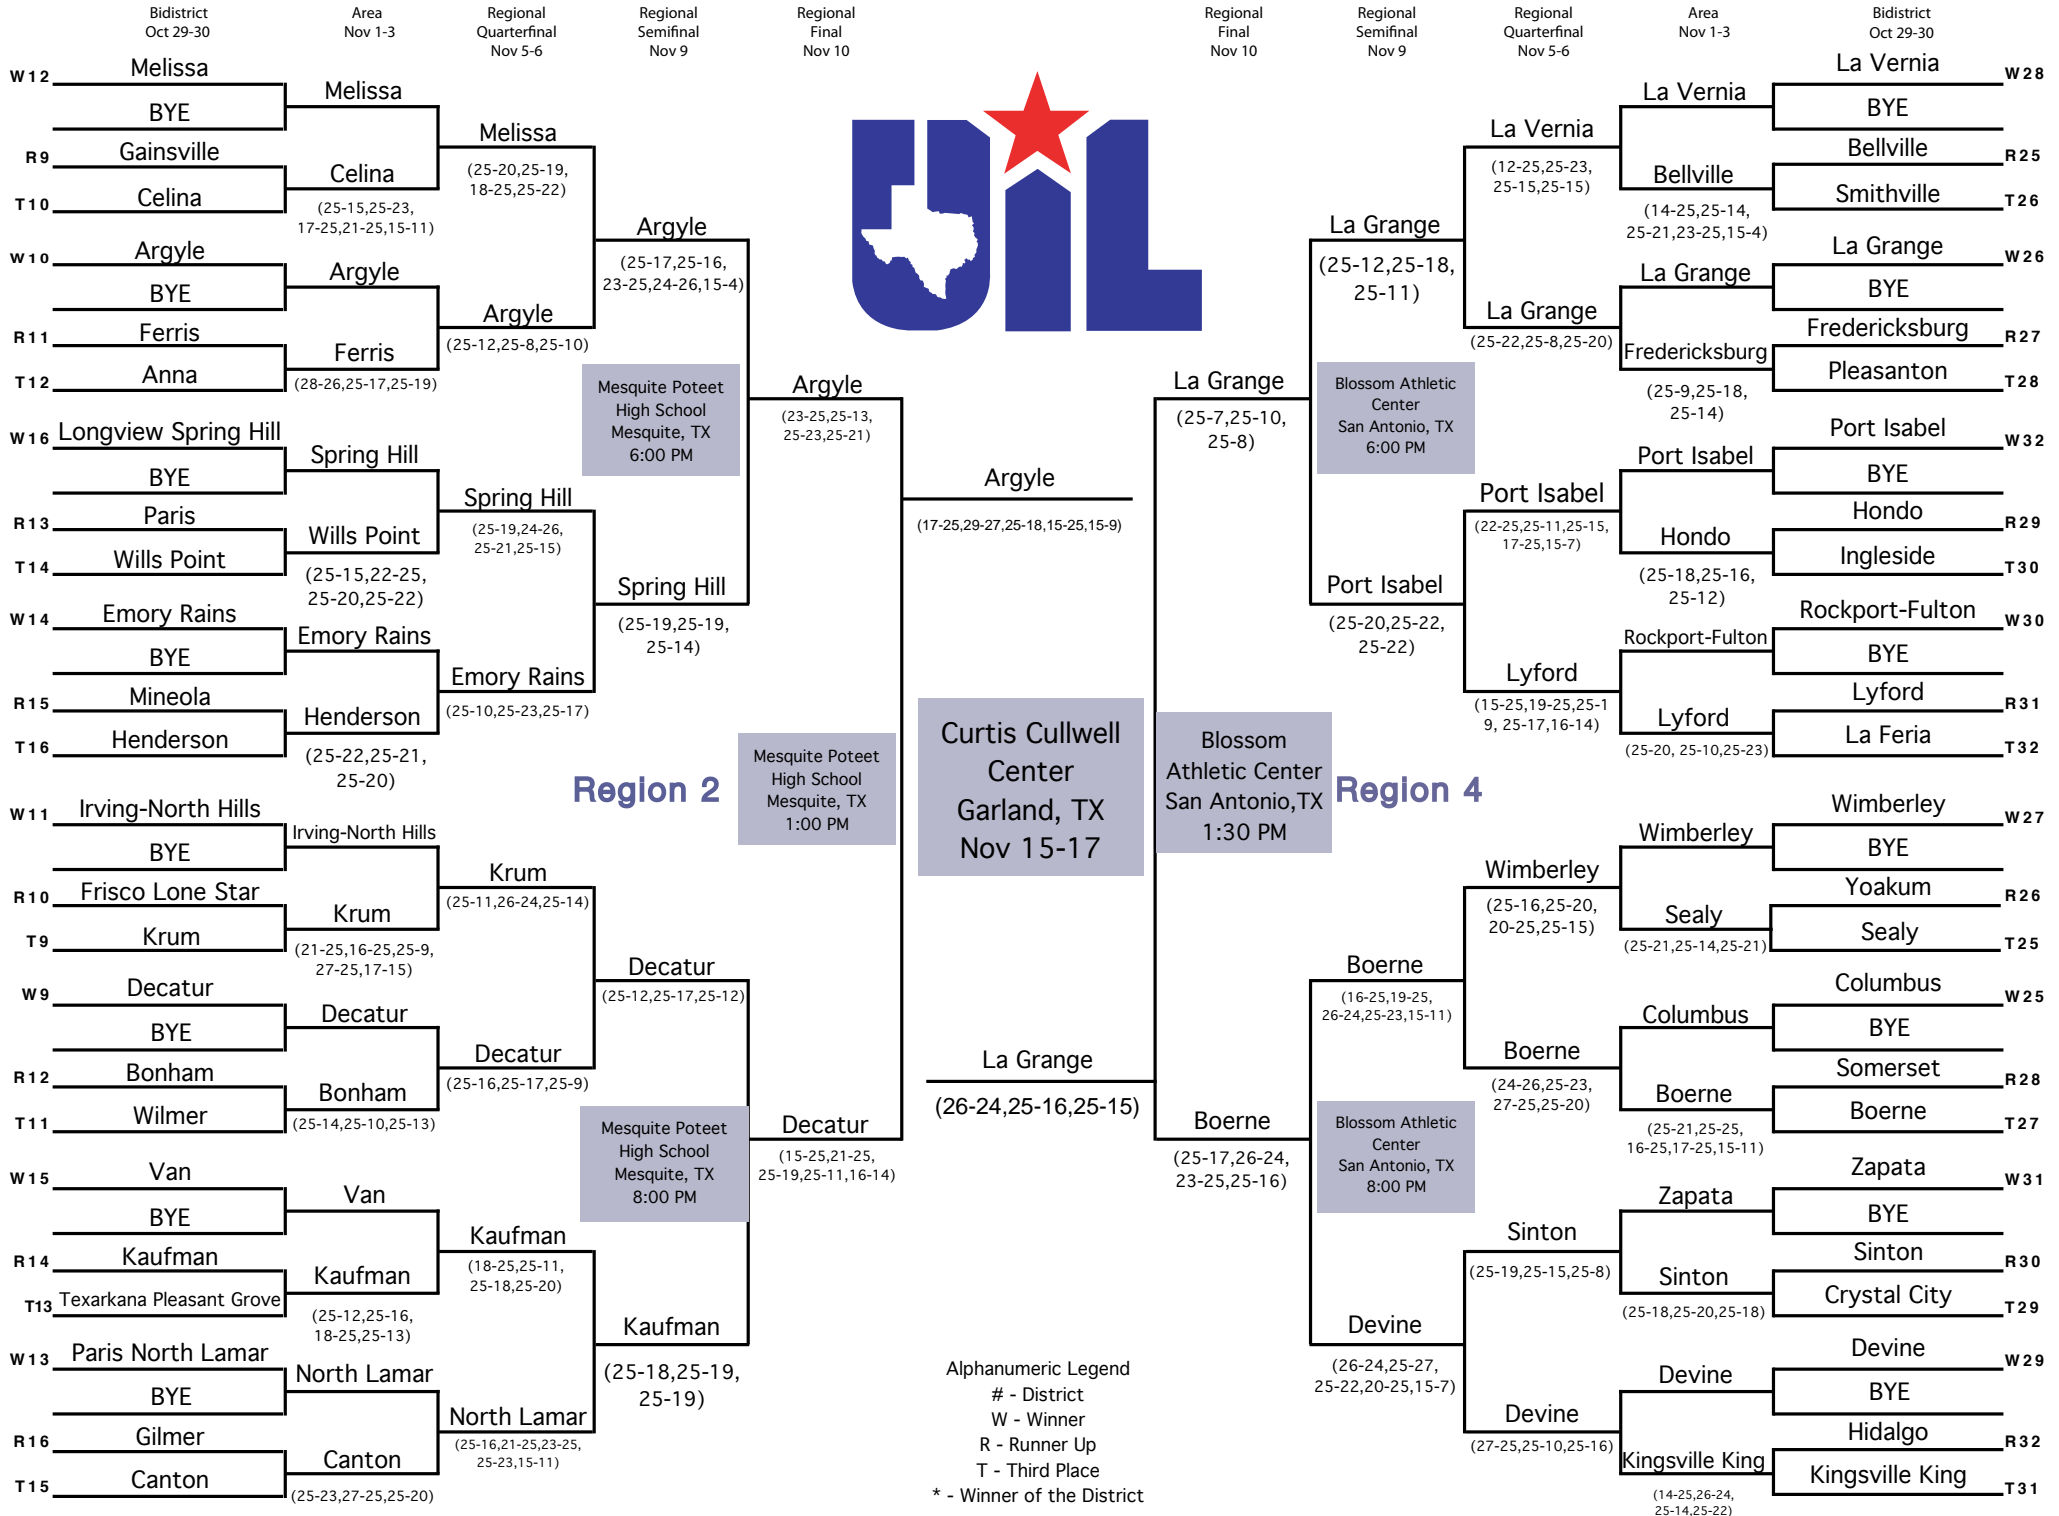 Bidistrict
Oct 29-30
Area
Nov 1-3
Regional
Quarterfinal
Nov 5-6
Regional
Semifinal
Nov 9
Regional
Final
Nov 10
Regional
Final
Nov 10
Regional
Semifinal
Nov 9
Regional
Quarterfinal
Nov 5-6
Area
Nov 1-3
Bidistrict
Oct 29-30
W12 Melissa
BYE
R9 Gainsville
T10 Celina
W10 Argyle
BYE
R11 Ferris
T12 Anna
W16 Longview Spring Hill
BYE
R13 Paris
T14 Wills Point
W14 Emory Rains
BYE
R15 Mineola
T16 Henderson
W11 Irving-North Hills
BYE
R10 Frisco Lone Star
T9 Krum
W9 Decatur
BYE
R12 Bonham
T11 Wilmer
W15 Van
BYE
R14 Kaufman
T13 Texarkana Pleasant Grove
W13 Paris North Lamar
BYE
R16 Gilmer
T15 Canton
Melissa
Celina
(25-15,25-23,
17-25,21-25,15-11)
Argyle
Ferris
(28-26,25-17,25-19)
Spring Hill
Wills Point
(25-15,22-25,
25-20,25-22)
Emory Rains
Henderson
(25-22,25-21,
25-20)
Irving-North Hills
Krum
(21-25,16-25,25-9,
27-25,17-15)
Decatur
Bonham
(25-14,25-10,25-13)
Van
Kaufman
(25-12,25-16,
18-25,25-13)
North Lamar
Canton
(25-23,27-25,25-20)
Melissa
(25-20,25-19,
18-25,25-22)
Argyle
(25-12,25-8,25-10)
Spring Hill
(25-19,24-26,
25-21,25-15)
Emory Rains
(25-10,25-23,25-17)
Krum
(25-11,26-24,25-14)
Decatur
(25-16,25-17,25-9)
Kaufman
(18-25,25-11,
25-18,25-20)
North Lamar
(25-16,21-25,23-25,
25-23,15-11)
Argyle
(25-17,25-16,
23-25,24-26,15-4)
Mesquite Poteet
High School
Mesquite, TX
6:00 PM
Spring Hill
(25-19,25-19,
25-14)
Region 2
Decatur
(25-12,25-17,25-12)
Mesquite Poteet
High School
Mesquite, TX
8:00 PM
Kaufman
(25-18,25-19,
25-19)
Argyle
(23-25,25-13,
25-23,25-21)
Mesquite Poteet
High School
Mesquite, TX
1:00 PM
Decatur
(15-25,21-25,
25-19,25-11,16-14)
UIL
Argyle
(17-25,29-27,25-18,15-25,15-9)
Curtis Cullwell
Center
Garland, TX
Nov 15-17
La Grange
(26-24,25-16,25-15)
Alphanumeric Legend
# - District
W - Winner
R - Runner Up
T - Third Place
* - Winner of the District
La Grange
(25-7,25-10,
25-8)
Blossom
Athletic Center
San Antonio,TX
1:30 PM
Boerne
(25-17,26-24,
23-25,25-16)
La Grange
(25-12,25-18,
25-11)
Blossom Athletic
Center
San Antonio, TX
6:00 PM
Port Isabel
(25-20,25-22,
25-22)
Region 4
Boerne
(16-25,19-25,
26-24,25-23,15-11)
Blossom Athletic
Center
San Antonio, TX
8:00 PM
Devine
(26-24,25-27,
25-22,20-25,15-7)
La Vernia
(12-25,25-23,
25-15,25-15)
La Grange
(25-22,25-8,25-20)
Port Isabel
(22-25,25-11,25-15,
17-25,15-7)
Lyford
(15-25,19-25,25-1
9, 25-17,16-14)
Wimberley
(25-16,25-20,
20-25,25-15)
Boerne
(24-26,25-23,
27-25,25-20)
Sinton
(25-19,25-15,25-8)
Devine
(27-25,25-10,25-16)
La Vernia
Bellville
(14-25,25-14,
25-21,23-25,15-4)
La Grange
Fredericksburg
(25-9,25-18,
25-14)
Port Isabel
Hondo
(25-18,25-16,
25-12)
Rockport-Fulton
Lyford
(25-20, 25-10,25-23)
Wimberley
Sealy
(25-21,25-14,25-21)
Columbus
Boerne
(25-21,25-25,
16-25,17-25,15-11)
Zapata
Sinton
(25-18,25-20,25-18)
Devine
Kingsville King
(14-25,26-24,
25-14,25-22)
La Vernia W28
BYE
Bellville R25
Smithville T26
La Grange W26
BYE
Fredericksburg R27
Pleasanton T28
Port Isabel W32
BYE
Hondo R29
Ingleside T30
Rockport-Fulton W30
BYE
Lyford R31
La Feria T32
Wimberley W27
BYE
Yoakum R26
Sealy T25
Columbus W25
BYE
Somerset R28
Boerne T27
Zapata W31
BYE
Sinton R30
Crystal City T29
Devine W29
BYE
Hidalgo R32
Kingsville King T31